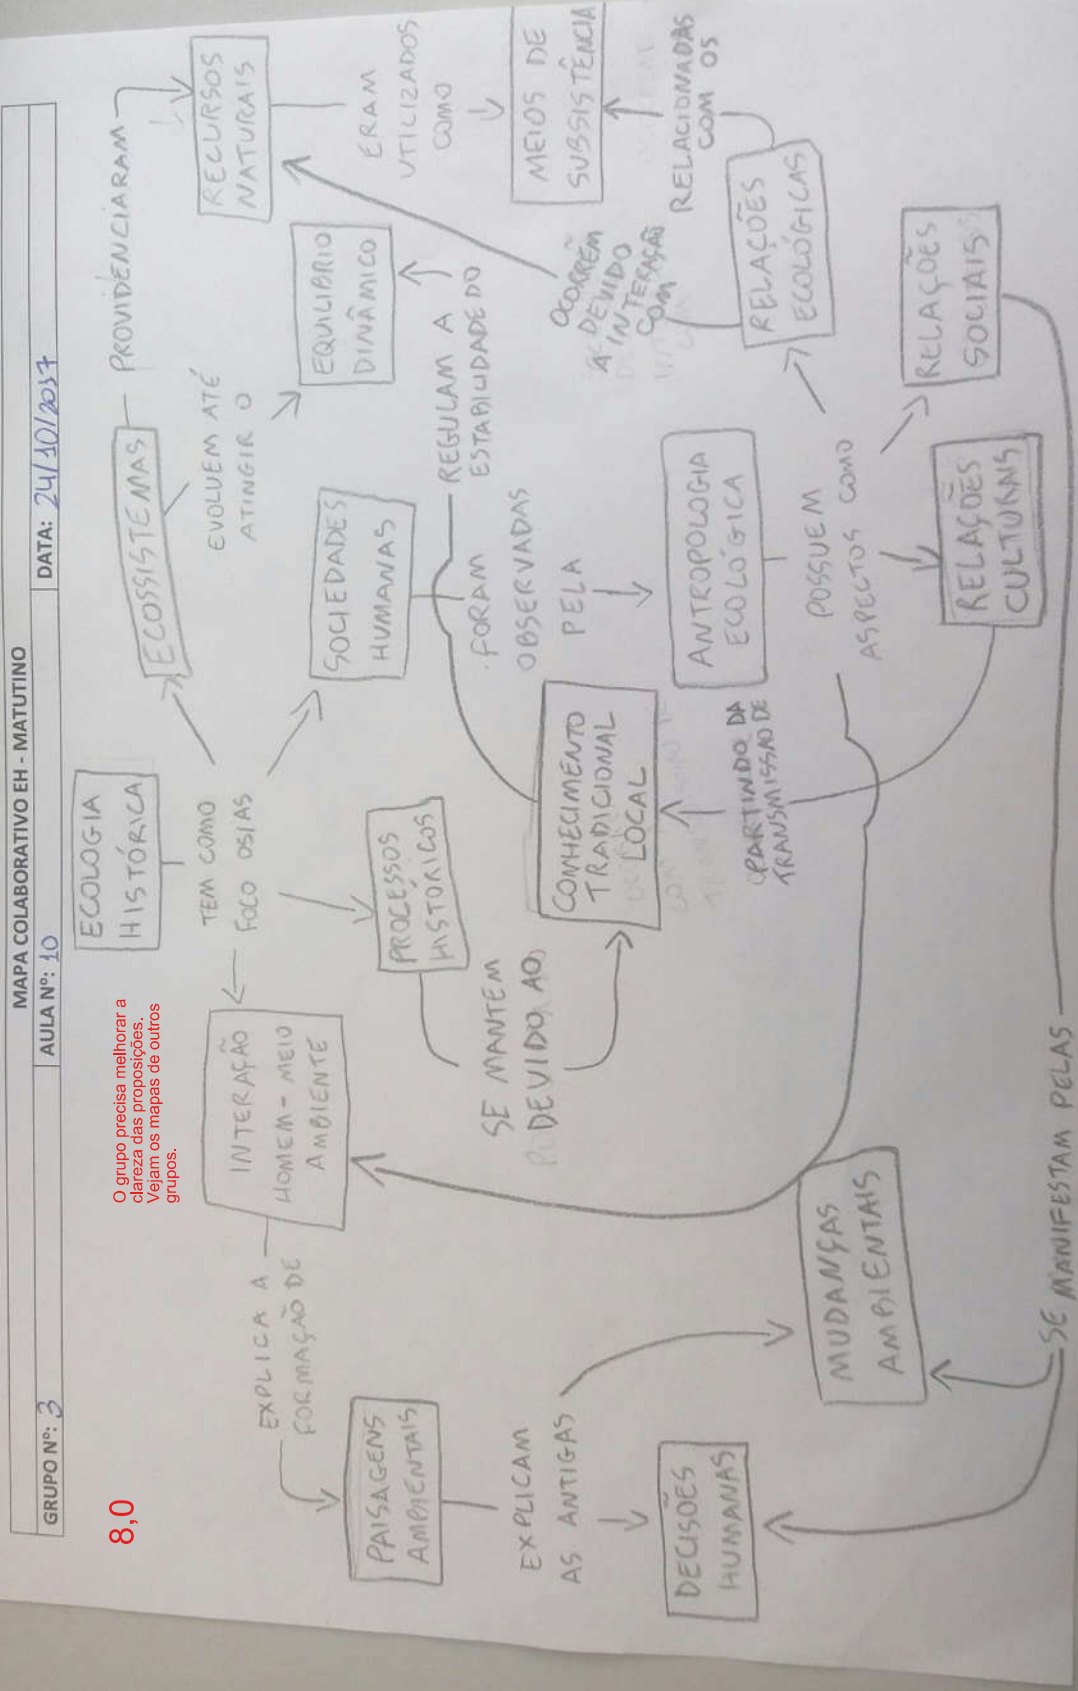 MAPA COLABORATIVO EH - MATUTINO
GRUPO Nº: 3
AULA Nº: 10
DATA: 24/10/2017
8,0
O grupo precisa melhorar a
clareza das proposições.
Vejam os mapas de outros
grupos.
ECOLOGIA
HISTÓRICA
TEM COMO
FOCO OS/AS
ECOSSISTEMAS
PROVIDENCIARAM
RECURSOS
NATURAIS
ERAM
UTILIZADOS
COMO
MEIOS DE
SUBSISTÊNCIA
EVOLUEM ATÉ
ATINGIR O
EQUILIBRIO
DINÂMICO
SOCIEDADES
HUMANAS
REGULAM A
ESTABILIDADE DO
FORAM
OBSERVADAS
PELA
ANTROPOLOGIA
ECOLÓGICA
POSSUEM
ASPECTOS COMO
RELAÇÕES
ECOLÓGICAS
RELACIONADAS
COM OS
OCORREM
DEVIDO
A INTERAÇÃO
COM
RELAÇÕES
SOCIAIS
RELAÇÕES
CULTURAIS
PARTINDO DA
TRANSMISSÃO DE
CONHECIMENTO
TRADICIONAL
LOCAL
PROCESSOS
HISTÓRICOS
SE MANTEM
DEVIDO AO
INTERAÇÃO
HOMEM - MEIO
AMBIENTE
EXPLICA A
FORMAÇÃO DE
PAISAGENS
AMBIENTAIS
EXPLICAM
AS ANTIGAS
DECISÕES
HUMANAS
MUDANÇAS
AMBIENTAIS
SE MANIFESTAM PELAS